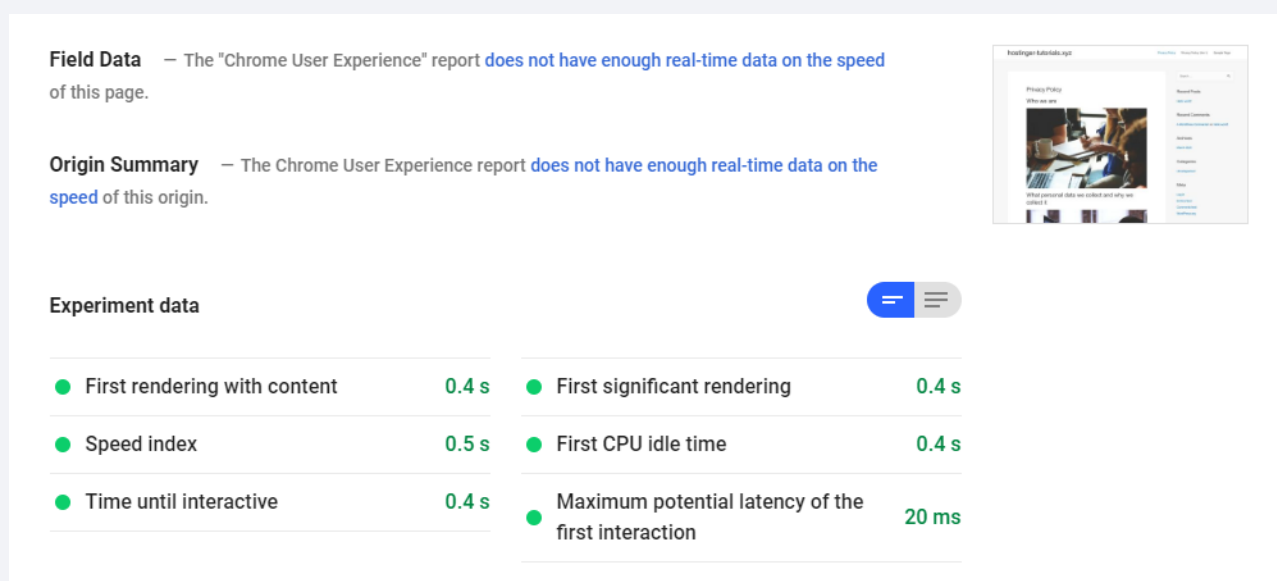 Field Data — The "Chrome User Experience" report does not have enough real-time data on the speed
of this page.
Origin Summary — The Chrome User Experience report does not have enough real-time data on the
speed of this origin.
Experiment data
First rendering with content 0.4 s
First significant rendering 0.4 s
Speed index 0.5 s
First CPU idle time 0.4 s
Time until interactive 0.4 s
Maximum potential latency of the
first interaction 20 ms
hostinger-tutorials.xyz
Privacy Policy
Who we are
What personal data we collect and why we
collect it
Recent Posts
Recent Comments